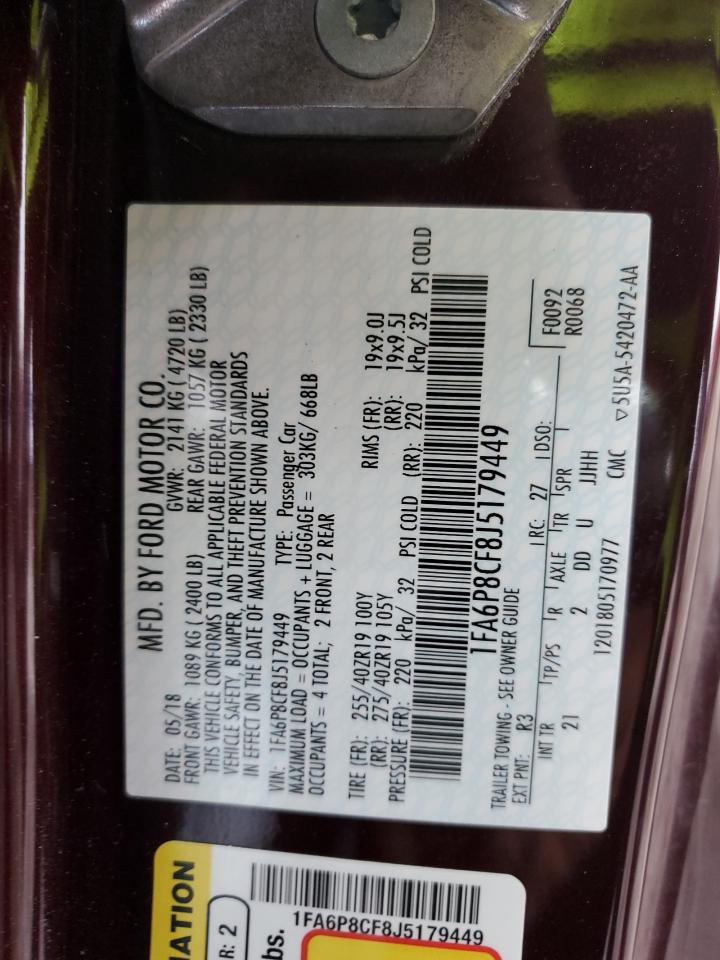 MFD. BY FORD MOTOR CO.
DATE: 05/18 GVWR: 2141 KG ( 4720 LB)
FRONT GAWR: 1089 KG ( 2400 LB) REAR GAWR: 1057 KG ( 2330 LB)
THIS VEHICLE CONFORMS TO ALL APPLICABLE FEDERAL MOTOR
VEHICLE SAFETY, BUMPER, AND THEFT PREVENTION STANDARDS
IN EFFECT ON THE DATE OF MANUFACTURE SHOWN ABOVE.
VIN: 1FA6P8CF8J5179449 TYPE: Passenger Car
MAXIMUM LOAD = OCCUPANTS + LUGGAGE = 303KG/ 668LB
OCCUPANTS = 4 TOTAL; 2 FRONT, 2 REAR
TIRE (FR): 255/40ZR19 100Y RIMS (FR): 19x9.0J
(RR): 275/40ZR19 105Y (RR): 19x9.5J
PRESSURE (FR): 220 kPa/ 32 PSI COLD (RR): 220 kPa/ 32 PSI COLD
1FA6P8CF8J5179449
TRAILER TOWING - SEE OWNER GUIDE
EXT PNT: R3 RC: 27 DSO: F0092
R0068
INT TR TP/PS R AXLE TR SPR
21 2 DD U JJHH
1201805170977 CMC ▽5U5A-5420472-AA
MATION
R: 2
bs.
1FA6P8CF8J5179449